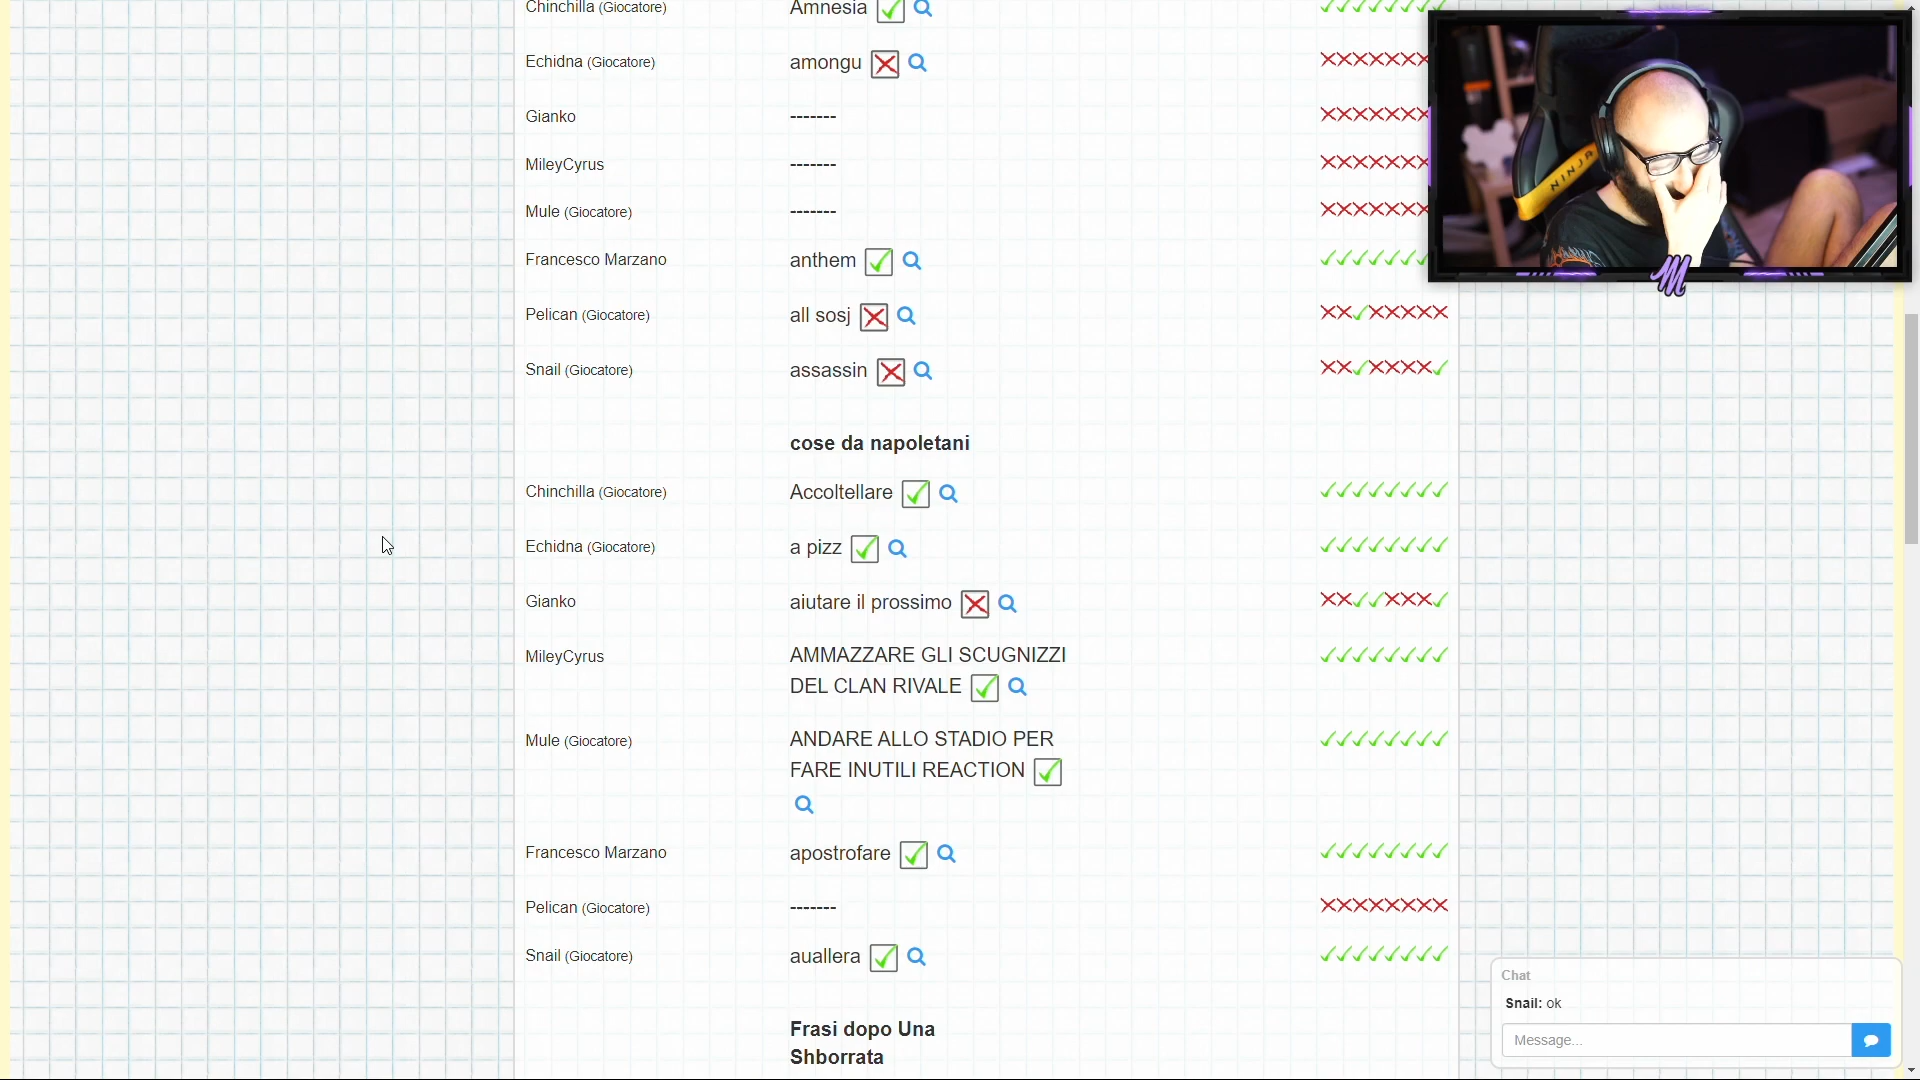 Chinchilla (Giocatore) Amnesia
Echidna (Giocatore) amongu
Gianko -------
MileyCyrus -------
Mule (Giocatore) -------
Francesco Marzano anthem
Pelican (Giocatore) all sosj
Snail (Giocatore) assassin
cose da napoletani
Chinchilla (Giocatore) Accoltellare
Echidna (Giocatore) a pizz
Gianko aiutare il prossimo
MileyCyrus AMMAZZARE GLI SCUGNIZZI
DEL CLAN RIVALE
Mule (Giocatore) ANDARE ALLO STADIO PER
FARE INUTILI REACTION
Francesco Marzano apostrofare
Pelican (Giocatore) -------
Snail (Giocatore) auallera
Frasi dopo Una
Shborrata
NINJA
M
Chat
Snail: ok
Message...